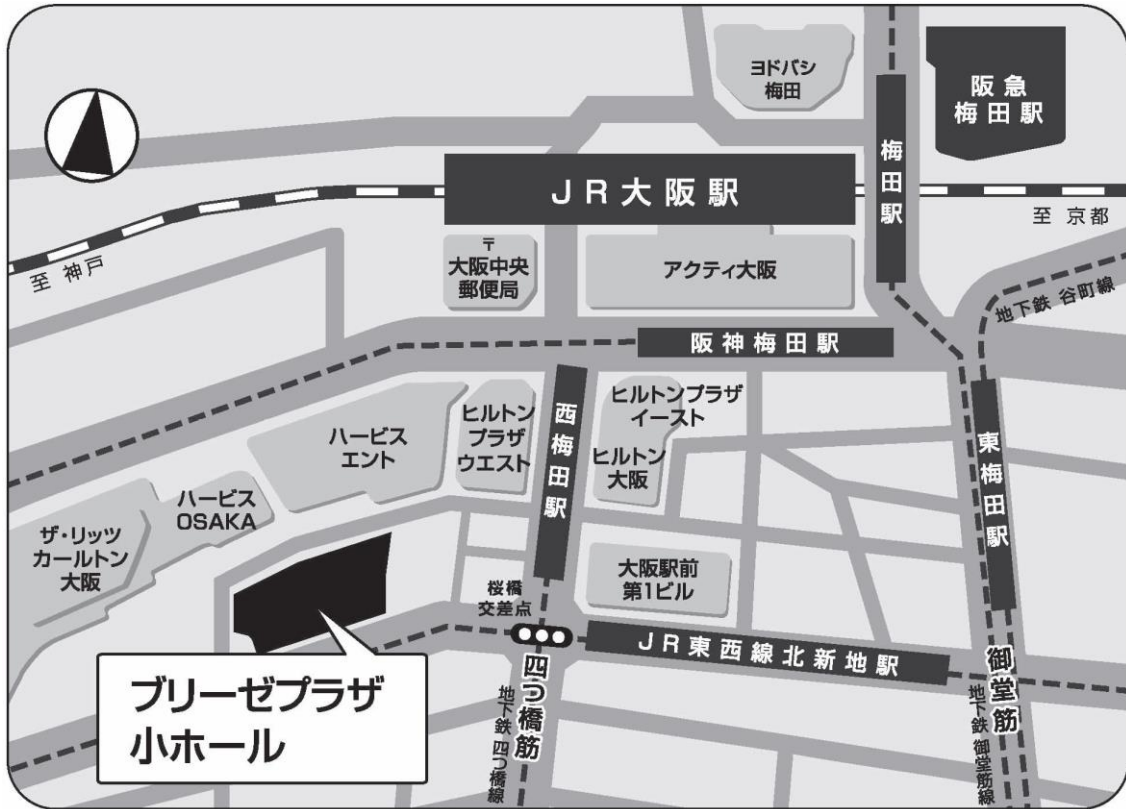 ヨドバシ
梅田
阪急
梅田駅
梅田駅
JR大阪駅
至 京都
至 神戸
〒
大阪中央
郵便局
アクティ大阪
地下鉄 谷町線
阪神梅田駅
西梅田駅
ヒルトンプラザ
イースト
ヒルトン
大阪
ヒルトン
プラザ
ウエスト
ハービス
エント
東梅田駅
ハービス
OSAKA
ザ・リッツ
カールトン
大阪
大阪駅前
第1ビル
桜橋
交差点
JR東西線北新地駅
ブリーゼプラザ
小ホール
四つ橋筋
地下鉄 四つ橋線
御堂筋
地下鉄 御堂筋線